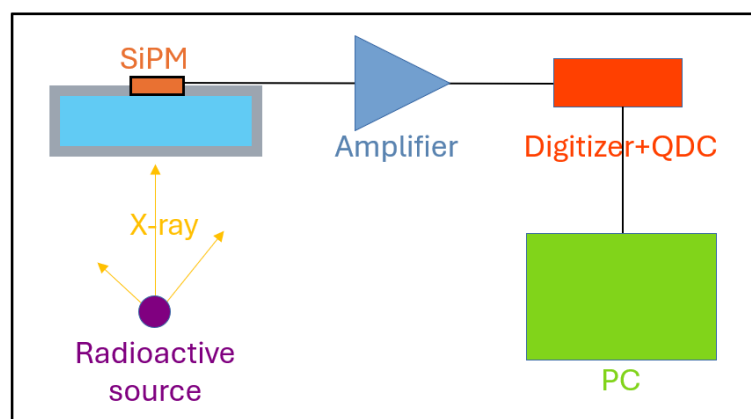 SiPM
Amplifier
Digitizer+QDC
X-ray
Radioactive
source
PC